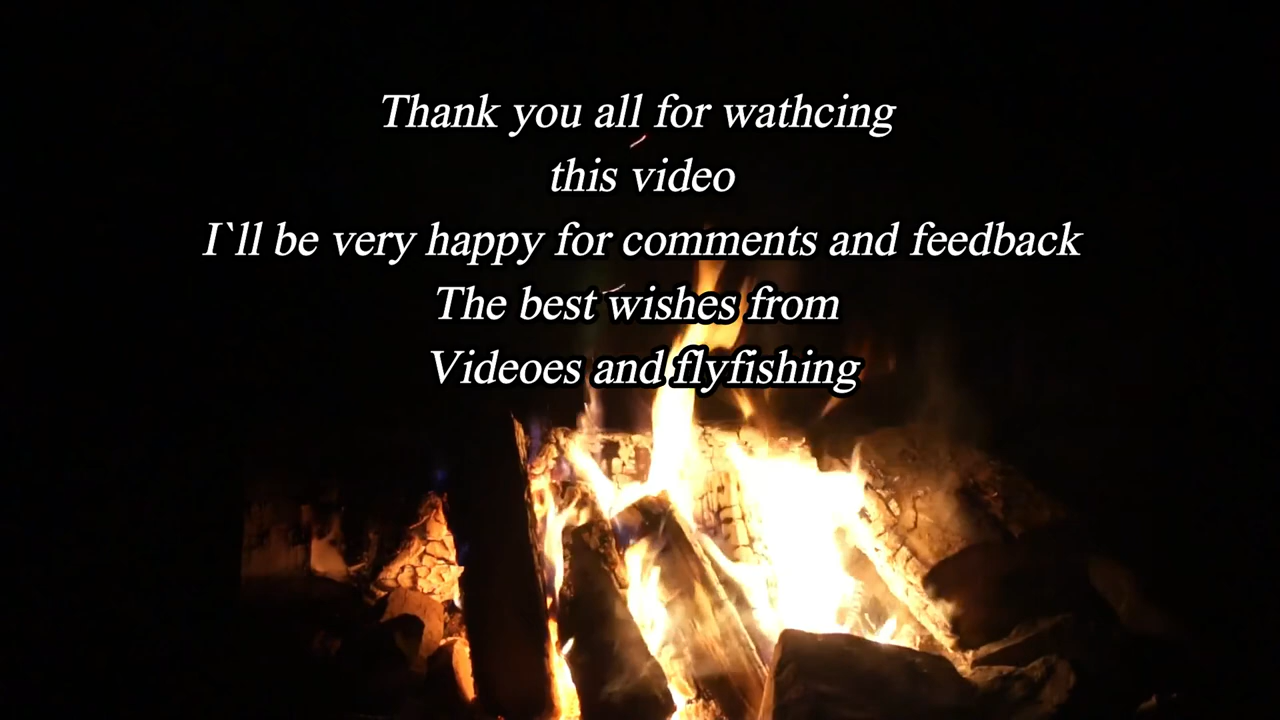 Thank you all for wathcing
this video
I`ll be very happy for comments and feedback
The best wishes from
Videoes and flyfishing